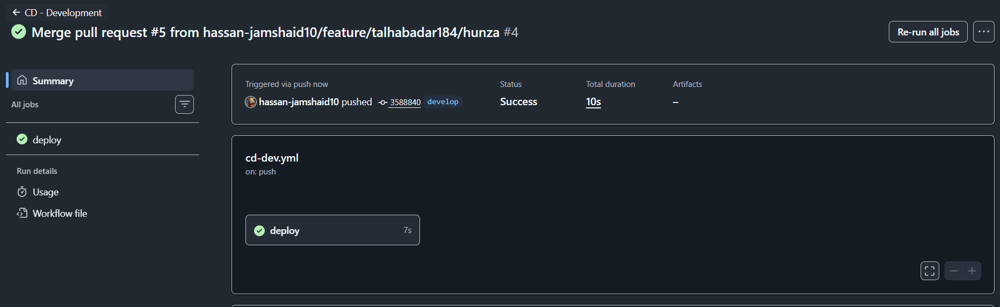 CD - Development
Merge pull request #5 from hassan-jamshaid10/feature/talhabadar184/hunza #4
Re-run all jobs
Summary
All jobs
deploy
Run details
Usage
Workflow file
Triggered via push now
hassan-jamshaid10 pushed 3588840 develop
Status
Success
Total duration
10s
Artifacts
–
cd-dev.yml
on: push
deploy 7s